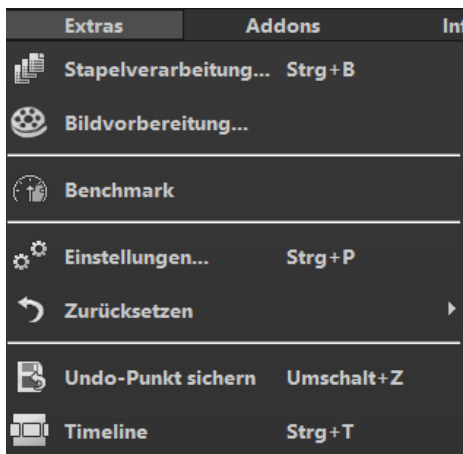 Extras Addons
Stapelverarbeitung... Strg+B
Bildvorbereitung...
Benchmark
Einstellungen... Strg+P
Zurücksetzen
Undo-Punkt sichern Umschalt+Z
Timeline Strg+T